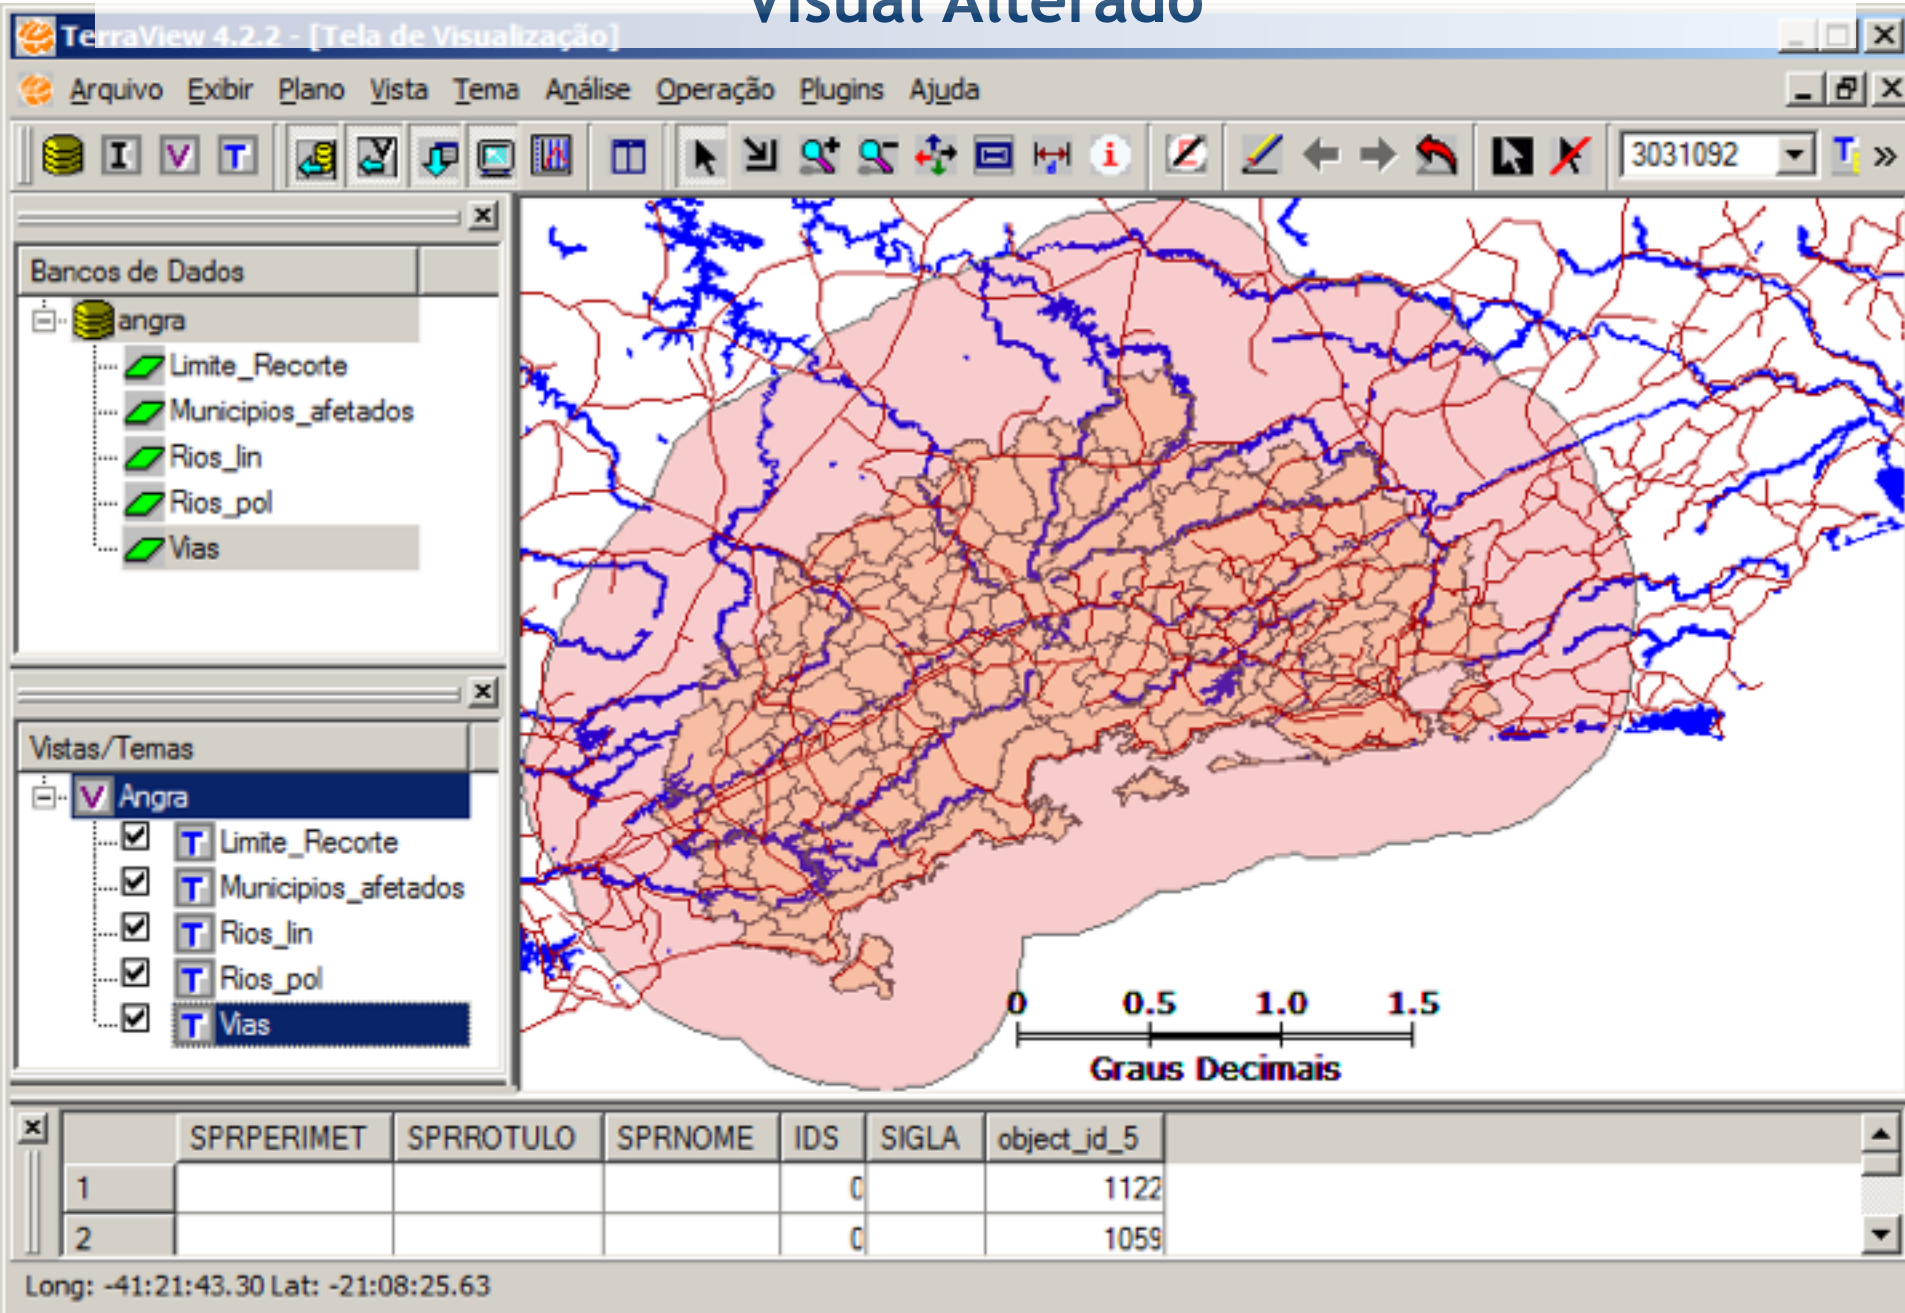 Visual Alterado
TerraView 4.2.2 - [Tela de Visualização]
Arquivo Exibir Plano Vista Tema Análise Operação Plugins Ajuda
I V T 3031092 T »
Bancos de Dados
angra
Limite_Recorte
Municipios_afetados
Rios_lin
Rios_pol
Vias
Vistas/Temas
V Angra
T Limite_Recorte
T Municipios_afetados
T Rios_lin
T Rios_pol
T Vias
0 0.5 1.0 1.5
Graus Decimais
SPRPERIMET SPRROTULO SPRNOME IDS SIGLA object_id_5
1 0 1122
2 0 1059
Long: -41:21:43.30 Lat: -21:08:25.63